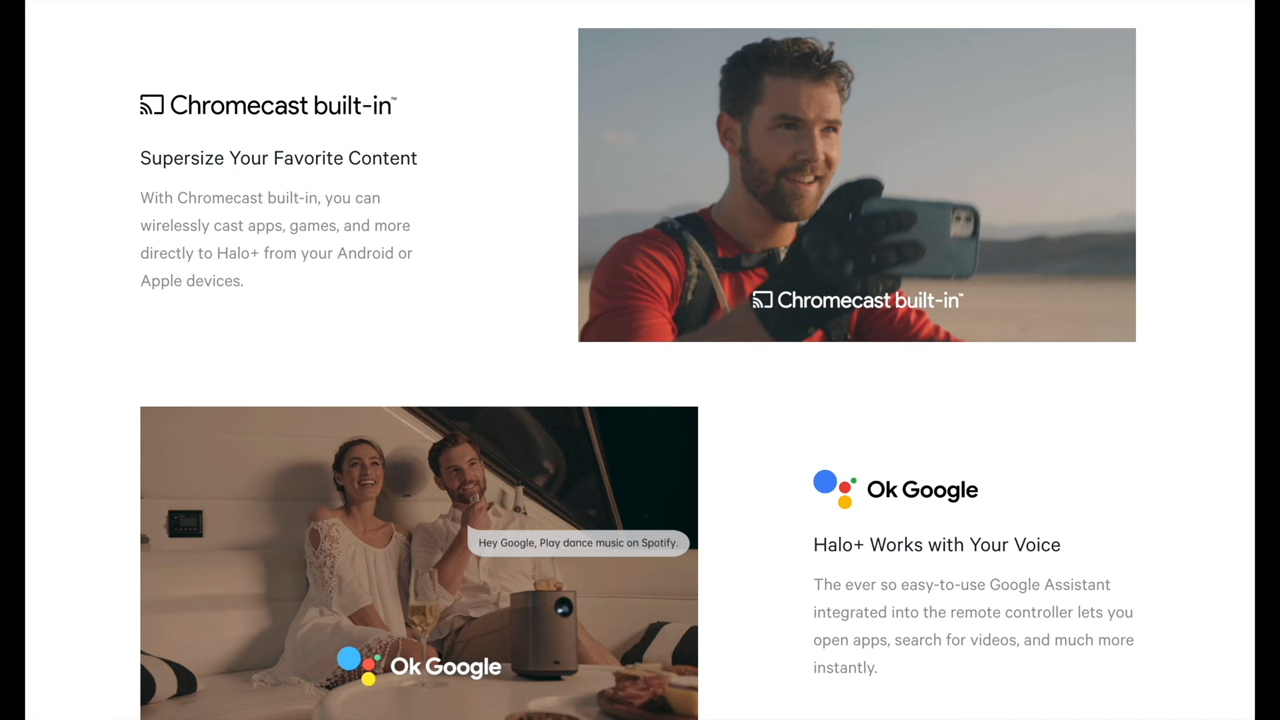 Chromecast built-in™
Supersize Your Favorite Content
With Chromecast built-in, you can
wirelessly cast apps, games, and more
directly to Halo+ from your Android or
Apple devices.
Chromecast built-in™
Hey Google, Play dance music on Spotify.
Ok Google
Ok Google
Halo+ Works with Your Voice
The ever so easy-to-use Google Assistant
integrated into the remote controller lets you
open apps, search for videos, and much more
instantly.